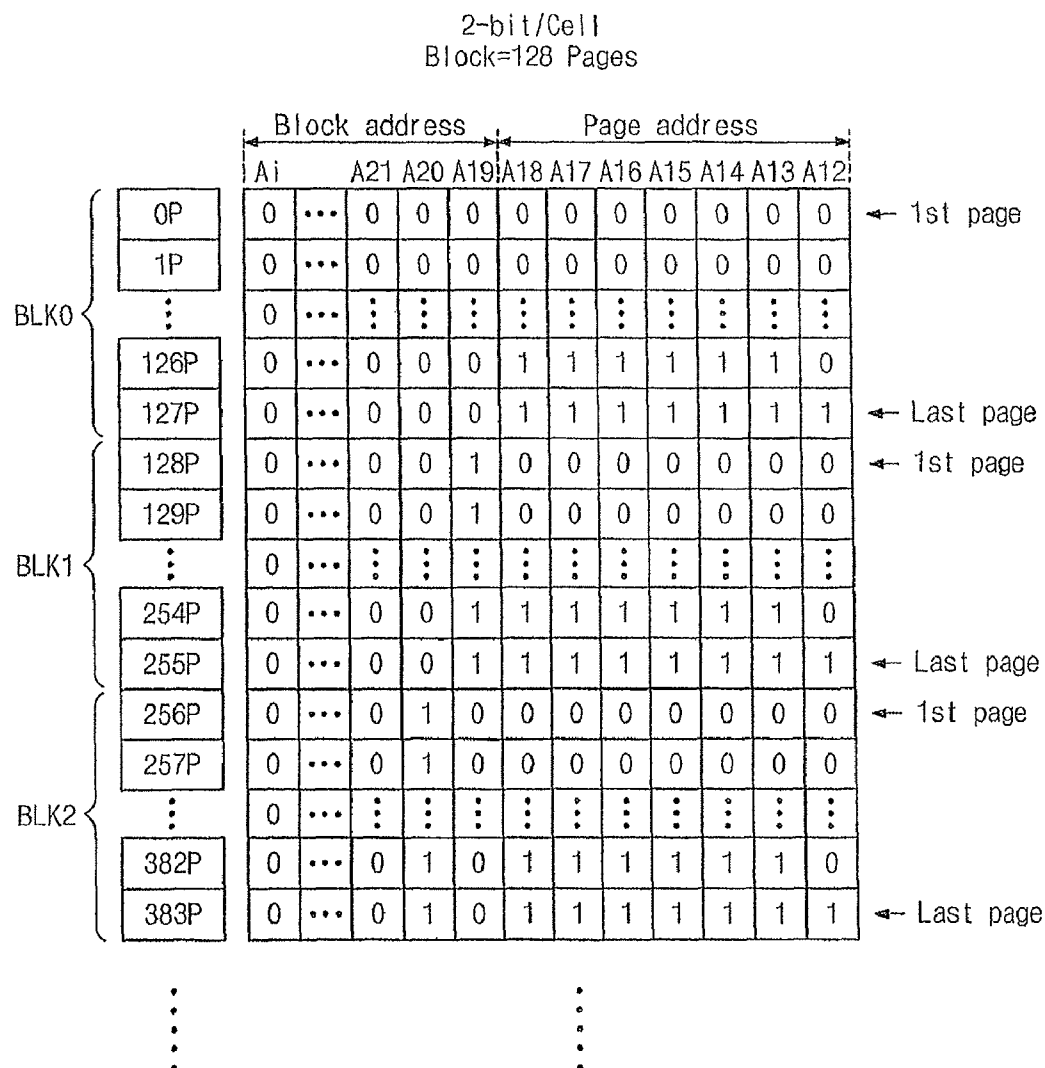 2-bit/Cell
Block=128 Pages
Block address Page address
Ai A21 A20 A19 A18 A17 A16 A15 A14 A13 A12
0P 0 ••• 0 0 0 0 0 0 0 0 0 0 1st page
1P 0 ••• 0 0 0 0 0 0 0 0 0 0
BLK0 0 •••
126P 0 ••• 0 0 0 1 1 1 1 1 1 0
127P 0 ••• 0 0 0 1 1 1 1 1 1 1 Last page
128P 0 ••• 0 0 1 0 0 0 0 0 0 0 1st page
129P 0 ••• 0 0 1 0 0 0 0 0 0 0
BLK1 0 •••
254P 0 ••• 0 0 1 1 1 1 1 1 1 0
255P 0 ••• 0 0 1 1 1 1 1 1 1 1 Last page
256P 0 ••• 0 1 0 0 0 0 0 0 0 0 1st page
257P 0 ••• 0 1 0 0 0 0 0 0 0 0
BLK2 0 •••
382P 0 ••• 0 1 0 1 1 1 1 1 1 0
383P 0 ••• 0 1 0 1 1 1 1 1 1 1 Last page